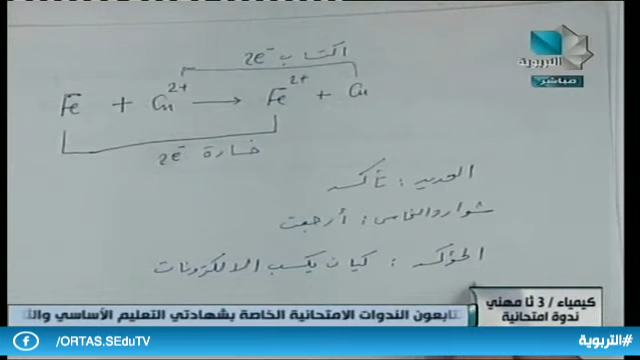 التربوية
مباشر
اكتساب 2e⁻
Fe + Cu²⁺ → Fe²⁺ + Cu
خسارة 2e⁻
الحديد : تأكسد
شوارد النحاس : أرجعت
المؤكسد : كيان يكسب الالكترونات
كيمياء / 3 ثا مهني
ندوة امتحانية
تابعون الندوات الامتحانية الخاصة بشهادتي التعليم الأساسي والث
/ORTAS.SEduTV
#التربوية